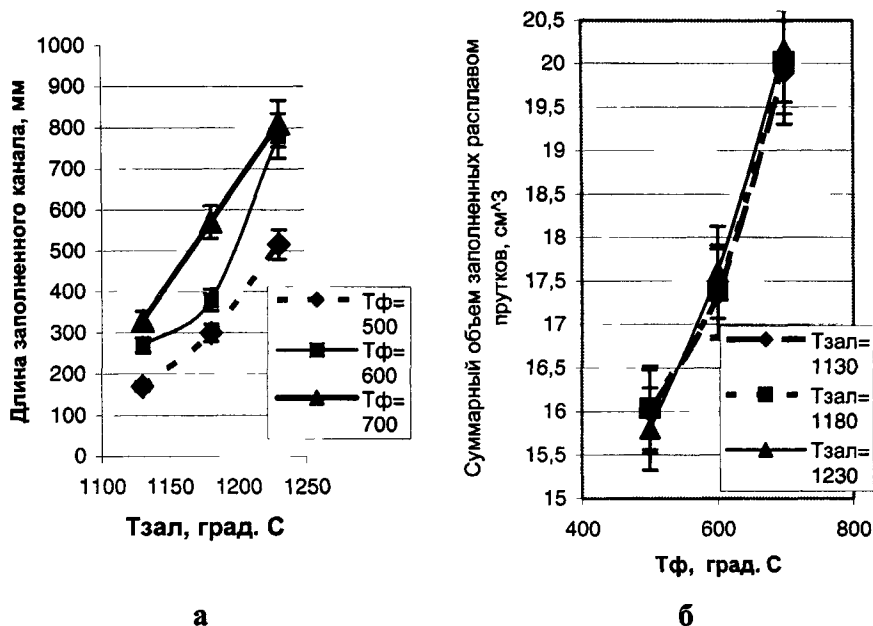 Длина заполненного канала, мм
1000
900
800
700
600
500
400
300
200
100
0
1100 1150 1200 1250
Тзал, град. С
Тф=
500
Тф=
600
Тф=
700
а
Суммарный объем заполненных расплавом
прутков, см^3
20,5
20
19,5
19
18,5
18
17,5
17
16,5
16
15,5
15
400 600 800
Тф, град. С
Тзал=
1130
Тзал=
1180
Тзал=
1230
б